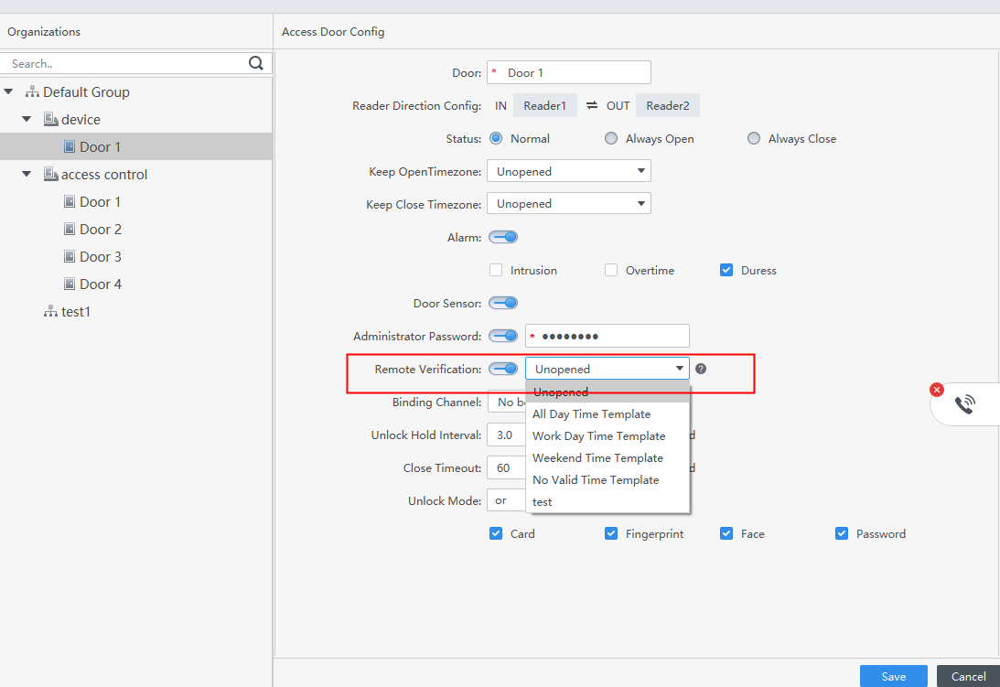 Organizations
Access Door Config
Search..
Default Group
device
Door 1
access control
Door 1
Door 2
Door 3
Door 4
test1
Door: * Door 1
Reader Direction Config: IN Reader1 ⇌ OUT Reader2
Status: Normal Always Open Always Close
Keep OpenTimezone: Unopened
Keep Close Timezone: Unopened
Alarm:
Intrusion Overtime Duress
Door Sensor:
Administrator Password: * ●●●●●●●●
Remote Verification: Unopened ?
Unopened
Binding Channel: No b
All Day Time Template
Unlock Hold Interval: 3.0 d
Work Day Time Template
Weekend Time Template
Close Timeout: 60 d
No Valid Time Template
Unlock Mode: or
test
Card Fingerprint Face Password
Save Cancel